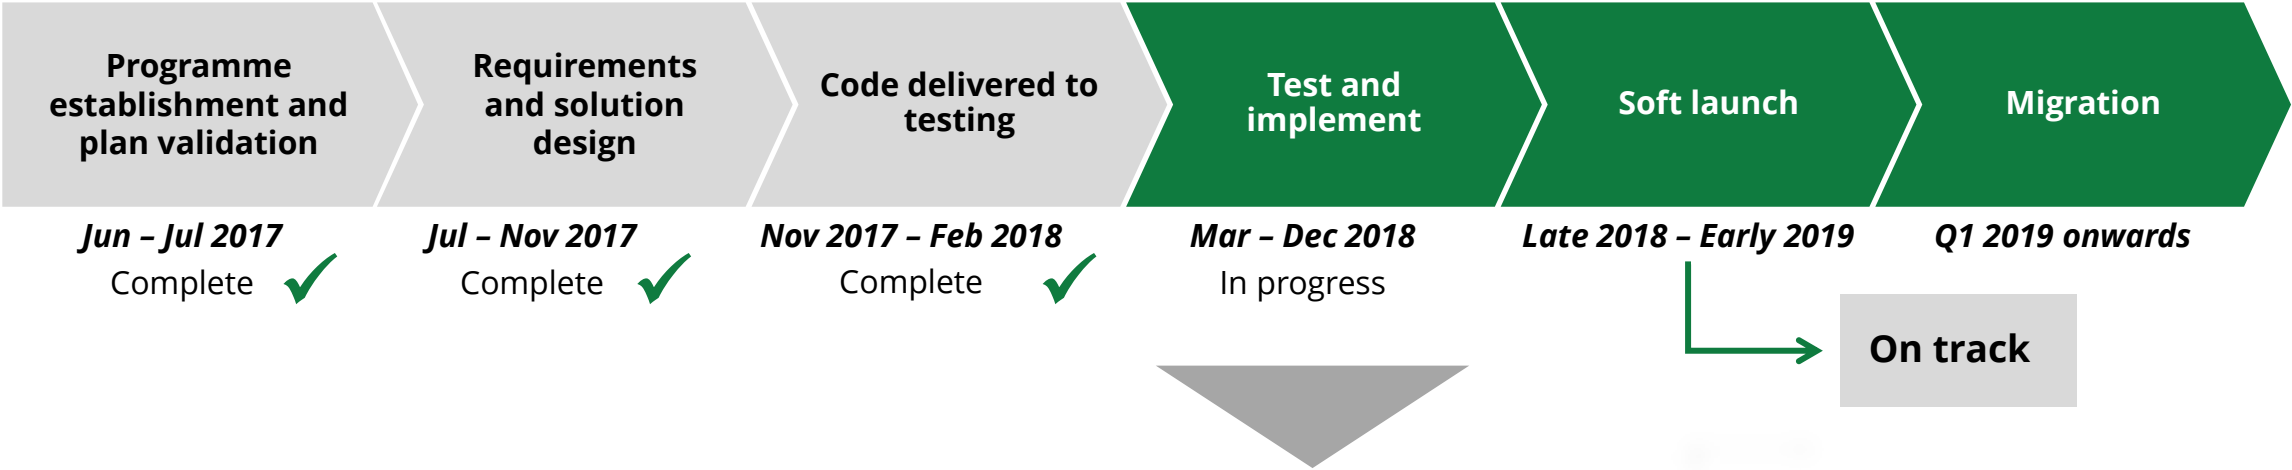 Programme
establishment and
plan validation
Requirements
and solution
design
Code delivered to
testing
Test and
implement
Soft launch
Migration
Jun – Jul 2017
Complete
Jul – Nov 2017
Complete
Nov 2017 – Feb 2018
Complete
Mar – Dec 2018
In progress
Late 2018 – Early 2019
Q1 2019 onwards
On track